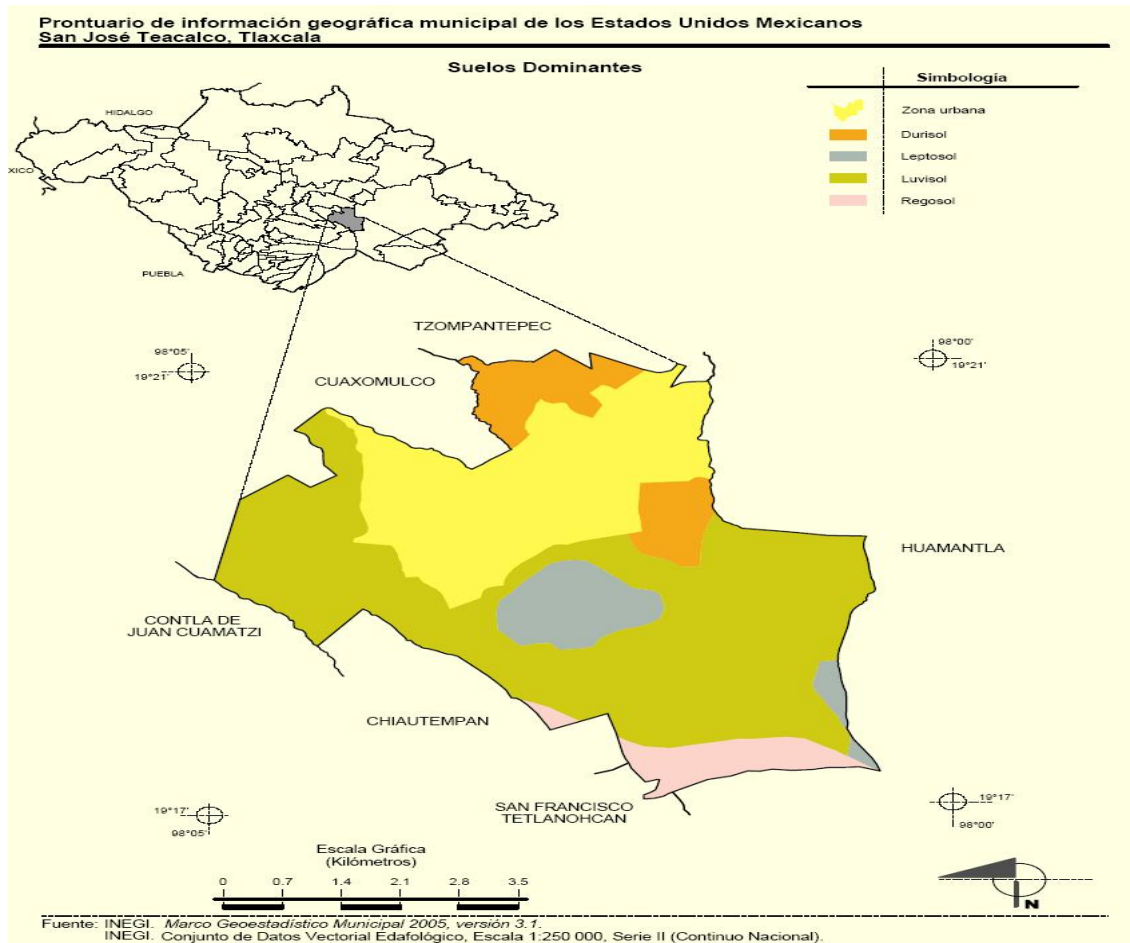 Prontuario de información geográfica municipal de los Estados Unidos Mexicanos
San José Teacalco, Tlaxcala
Suelos Dominantes
Simbología
Zona urbana
Durisol
Leptosol
Luvisol
Regosol
HIDALGO
XICO
PUEBLA
TZOMPANTEPEC
98°05'
19°21'
98°00'
19°21'
CUAXOMULCO
HUAMANTLA
CONTLA DE
JUAN CUAMATZI
CHIAUTEMPAN
SAN FRANCISCO
TETLANOHCAN
19°17'
98°05'
19°17'
98°00'
Escala Gráfica
(Kilómetros)
0 0.7 1.4 2.1 2.8 3.5
N
Fuente: INEGI. Marco Geoestadístico Municipal 2005, versión 3.1.
INEGI. Conjunto de Datos Vectorial Edafológico, Escala 1:250 000, Serie II (Continuo Nacional).